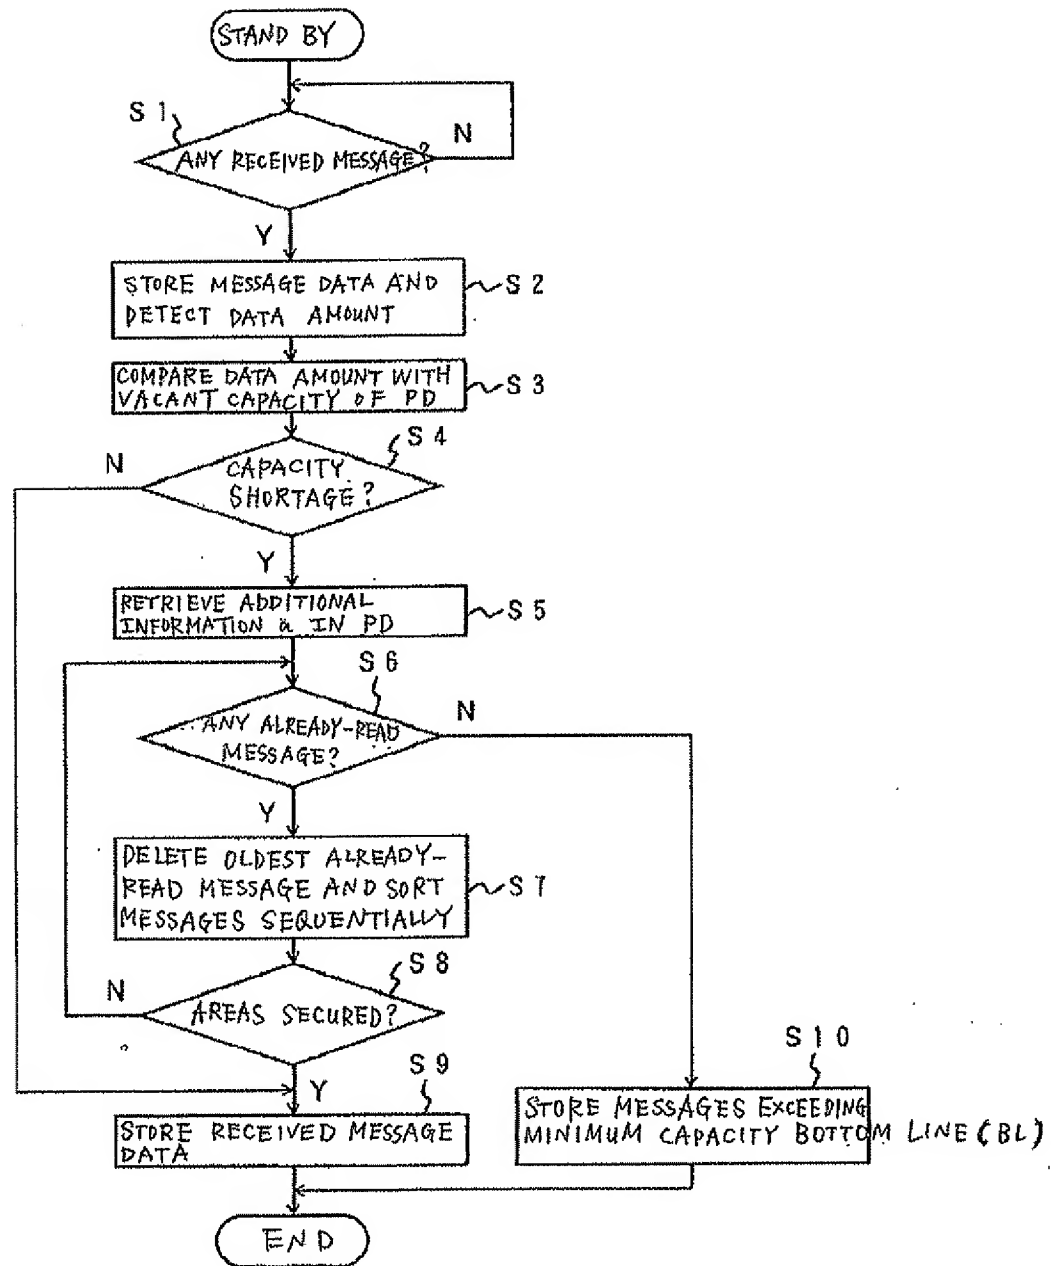 STAND BY
S 1
N
ANY RECEIVED MESSAGE?
Y
STORE MESSAGE DATA AND
DETECT DATA AMOUNT
S 2
COMPARE DATA AMOUNT WITH
VACANT CAPACITY OF PD
S 3
S 4
N
CAPACITY
SHORTAGE?
Y
RETRIEVE ADDITIONAL
INFORMATION a IN PD
S 5
S 6
N
ANY ALREADY-READ
MESSAGE?
Y
DELETE OLDEST ALREADY-
READ MESSAGE AND SORT
MESSAGES SEQUENTIALLY
S 7
S 8
N
AREAS SECURED?
Y
S 9
STORE RECEIVED MESSAGE
DATA
S 1 0
STORE MESSAGES EXCEEDING
MINIMUM CAPACITY BOTTOM LINE (BL)
END